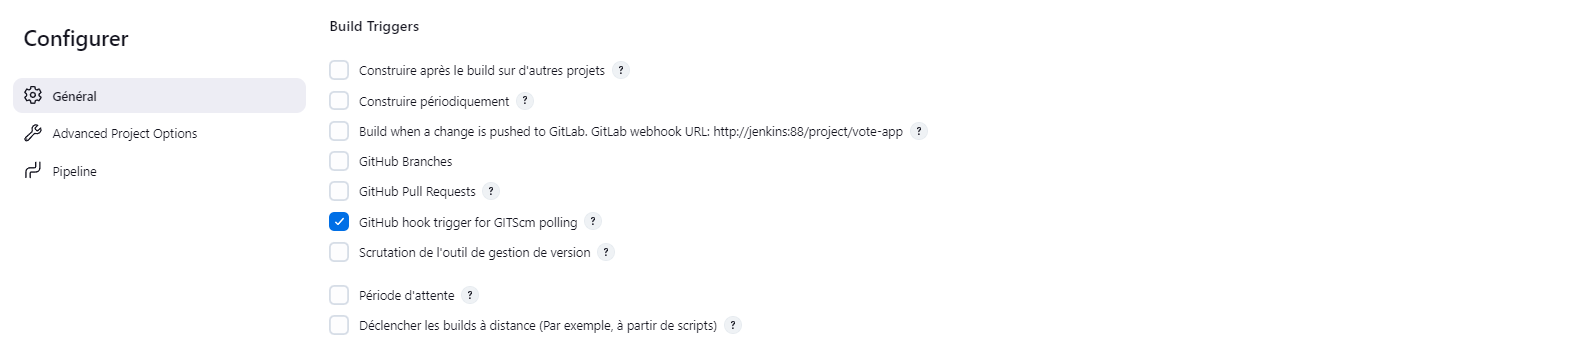 Configurer
Général
Advanced Project Options
Pipeline
Build Triggers
Construire après le build sur d'autres projets ?
Construire périodiquement ?
Build when a change is pushed to GitLab. GitLab webhook URL: http://jenkins:88/project/vote-app ?
GitHub Branches
GitHub Pull Requests ?
GitHub hook trigger for GITScm polling ?
Scrutation de l'outil de gestion de version ?
Période d'attente ?
Déclencher les builds à distance (Par exemple, à partir de scripts) ?